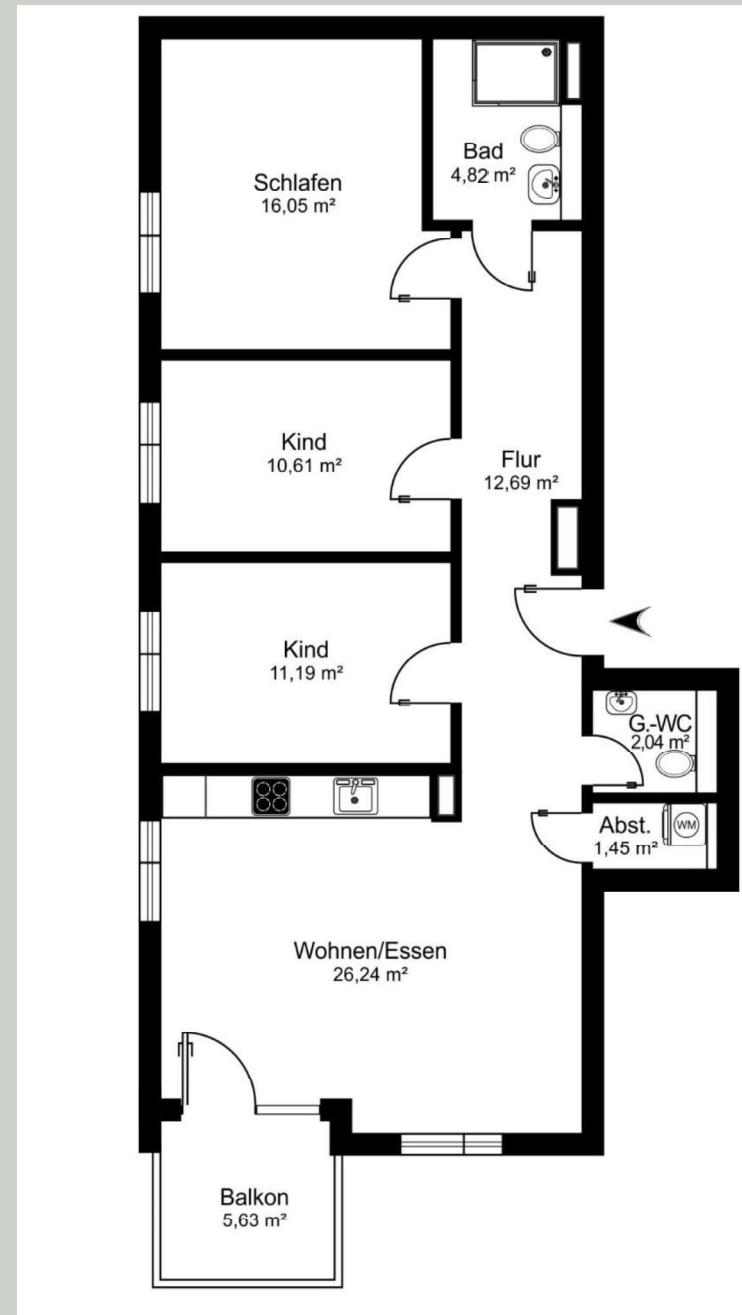 Schlafen
16,05 m²
Bad
4,82 m²
Kind
10,61 m²
Flur
12,69 m²
Kind
11,19 m²
G.-WC
2,04 m²
Abst.
1,45 m²
WM
Wohnen/Essen
26,24 m²
Balkon
5,63 m²